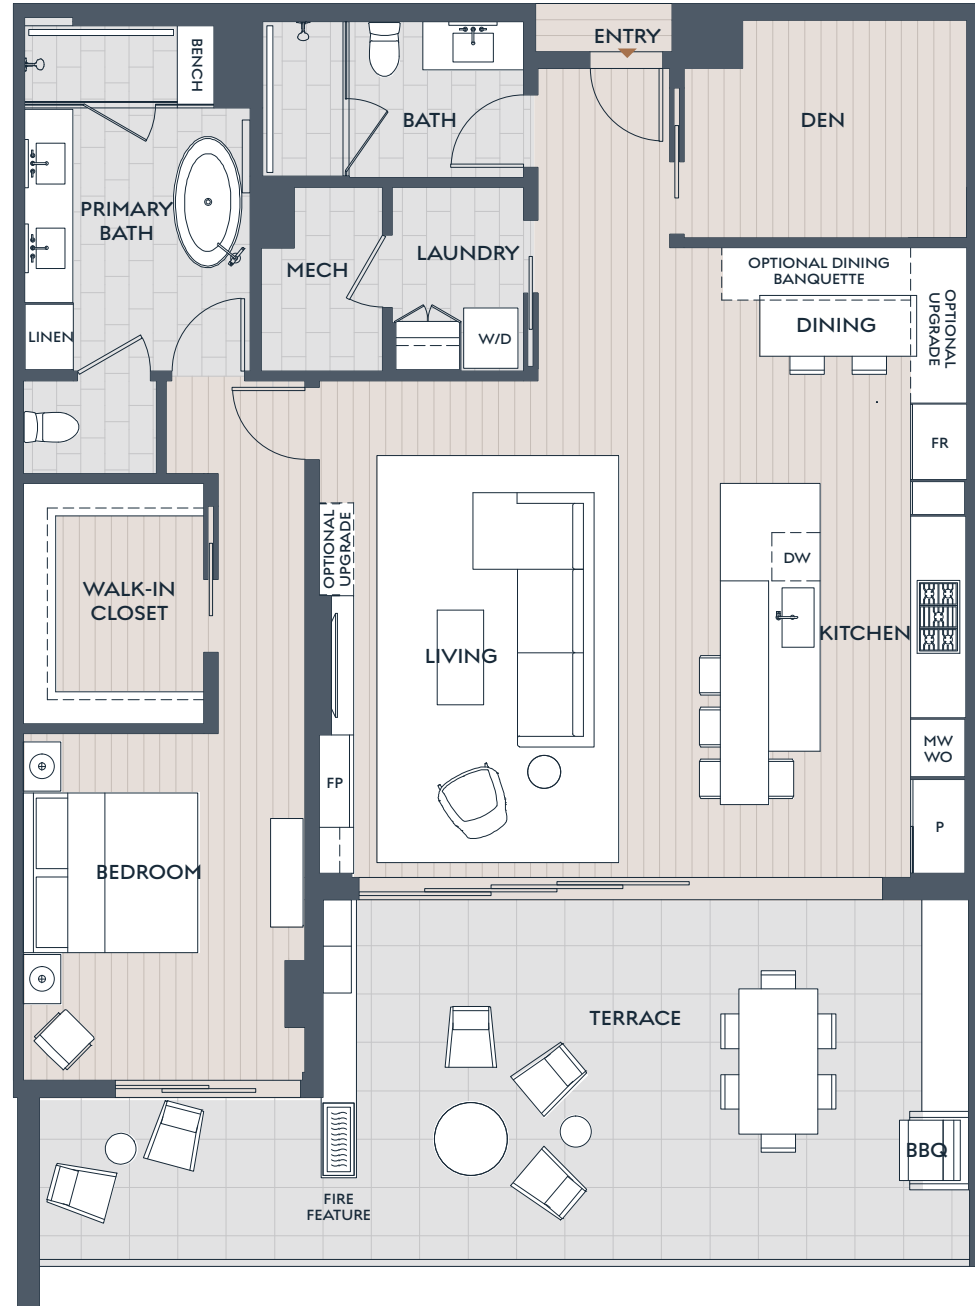 ENTRY
BENCH
BATH
DEN
PRIMARY
BATH
MECH
LAUNDRY
OPTIONAL DINING
BANQUETTE
OPTIONAL
UPGRADE
DINING
LINEN
W/D
FR
OPTIONAL
UPGRADE
DW
WALK-IN
CLOSET
KITCHEN
LIVING
MW
WO
FP
P
BEDROOM
TERRACE
BBQ
FIRE
FEATURE